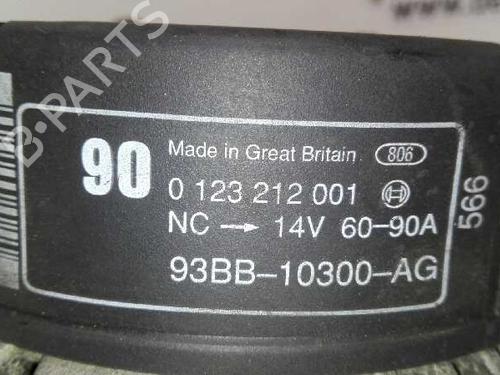 90 Made in Great Britain 806
0 123 212 001
NC → 14V 60-90A
93BB-10300-AG
566
B-PARTS